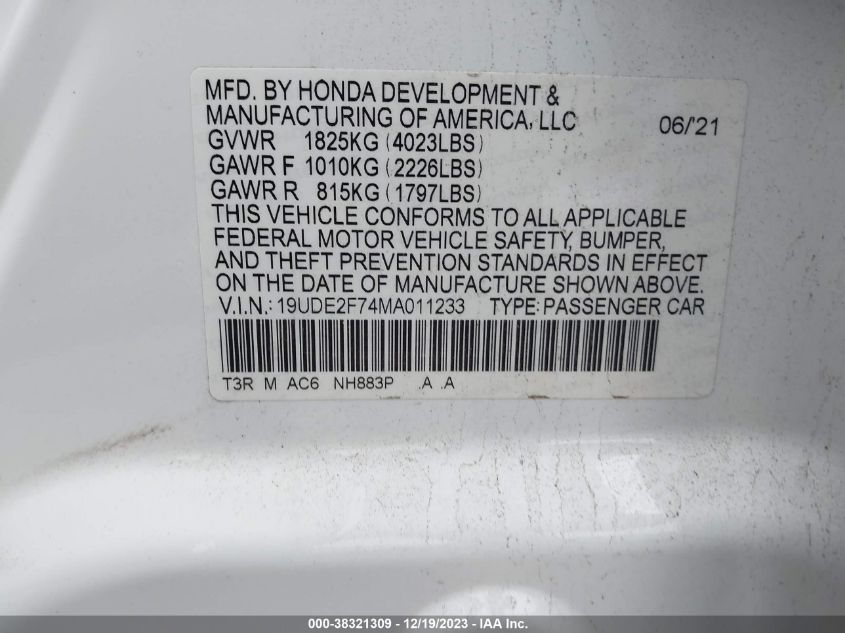 MFD. BY HONDA DEVELOPMENT &
MANUFACTURING OF AMERICA, LLC 06/'21
GVWR 1825KG (4023LBS)
GAWR F 1010KG (2226LBS)
GAWR R 815KG (1797LBS)
THIS VEHICLE CONFORMS TO ALL APPLICABLE
FEDERAL MOTOR VEHICLE SAFETY, BUMPER,
AND THEFT PREVENTION STANDARDS IN EFFECT
ON THE DATE OF MANUFACTURE SHOWN ABOVE.
V.I.N.: 19UDE2F74MA011233 TYPE: PASSENGER CAR
T3R M AC6 NH883P .A .A
000-38321309 - 12/19/2023 - IAA Inc.